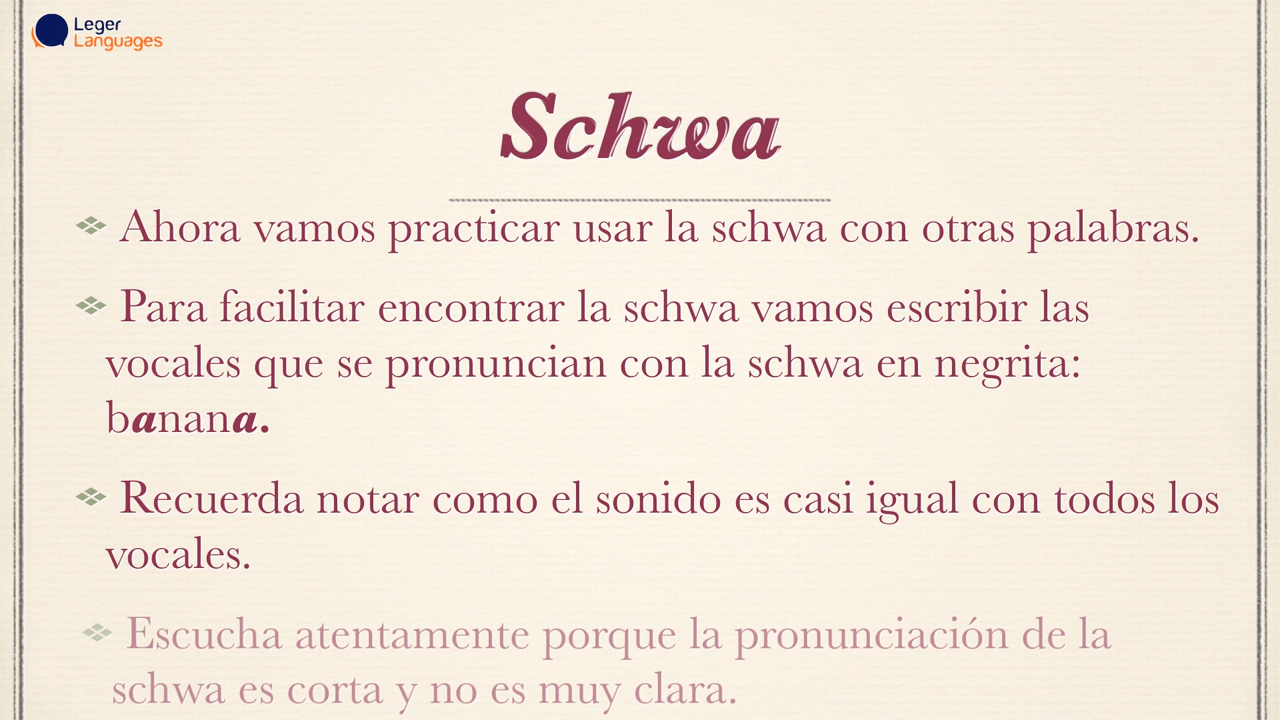 Leger
Languages
Schwa
Ahora vamos practicar usar la schwa con otras palabras.
Para facilitar encontrar la schwa vamos escribir las
vocales que se pronuncian con la schwa en negrita:
banana.
Recuerda notar como el sonido es casi igual con todos los
vocales.
Escucha atentamente porque la pronunciación de la
schwa es corta y no es muy clara.